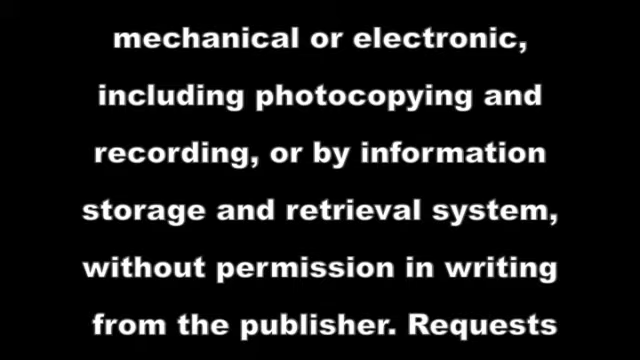 mechanical or electronic,
including photocopying and
recording, or by information
storage and retrieval system,
without permission in writing
from the publisher. Requests